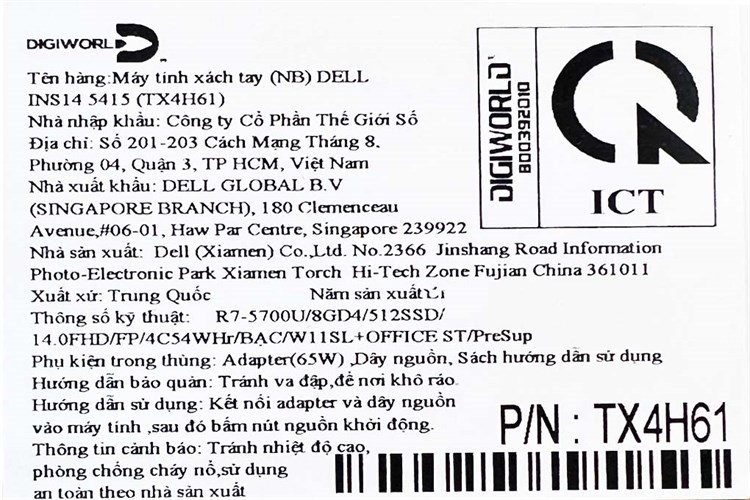 DIGIWORLD
Tên hàng:Máy tính xách tay (NB) DELL
INS14 5415 (TX4H61)
Nhà nhập khẩu: Công ty Cổ Phần Thế Giới Số
Địa chỉ: Số 201-203 Cách Mạng Tháng 8.
Phường 04, Quận 3, TP HCM, Việt Nam
Nhà xuất khẩu: DELL GLOBAL B.V
(SINGAPORE BRANCH), 180 Clemenceau
Avenue,#06-01, Haw Par Centre, Singapore 239922
Nhà sản xuất: Dell (Xiamen) Co.,Ltd. No.2366 Jinshang Road Information
Photo-Electronic Park Xiamen Torch Hi-Tech Zone Fujian China 361011
Xuất xứ: Trung Quốc Năm sản xuất
Thông số kỹ thuật: R7-5700U/8GD4/512SSD/
14.0FHD/FP/4C54WHr/BẠC/W11SL+OFFICE ST/PreSup
Phụ kiện trong thùng: Adapter(65W) ,Dây nguồn, Sách hướng dẫn sử dụng
Hướng dẫn bảo quản: Tránh va đập,để nơi khô ráo.
Hướng dẫn sử dụng: Kết nối adapter và dây nguồn
vào máy tính ,sau đó bấm nút nguồn khởi động.
Thông tin cảnh báo: Tránh nhiệt độ cao,
phòng chống cháy nổ,sử dụng
an toàn theo nhà sản xuất
DIGIWORLD
B00392010
ICT
P/N : TX4H61